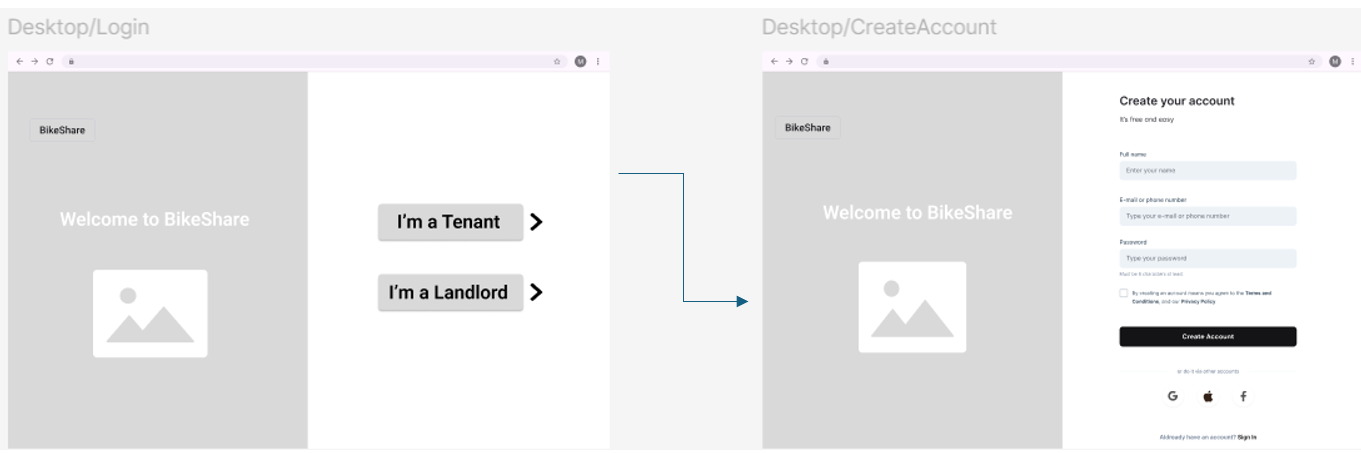 Desktop/Login
M
BikeShare
Welcome to BikeShare
I'm a Tenant
I'm a Landlord
Desktop/CreateAccount
M
BikeShare
Welcome to BikeShare
Create your account
It's free and easy
Full name
Enter your name
E-mail or phone number
Type your e-mail or phone number
Password
Type your password
Must be 8 characters at least
By creating an account means you agree to the Terms and
Conditions, and our Privacy Policy
Create Account
or do it via other accounts
G
f
Aldready have an account? Sign In